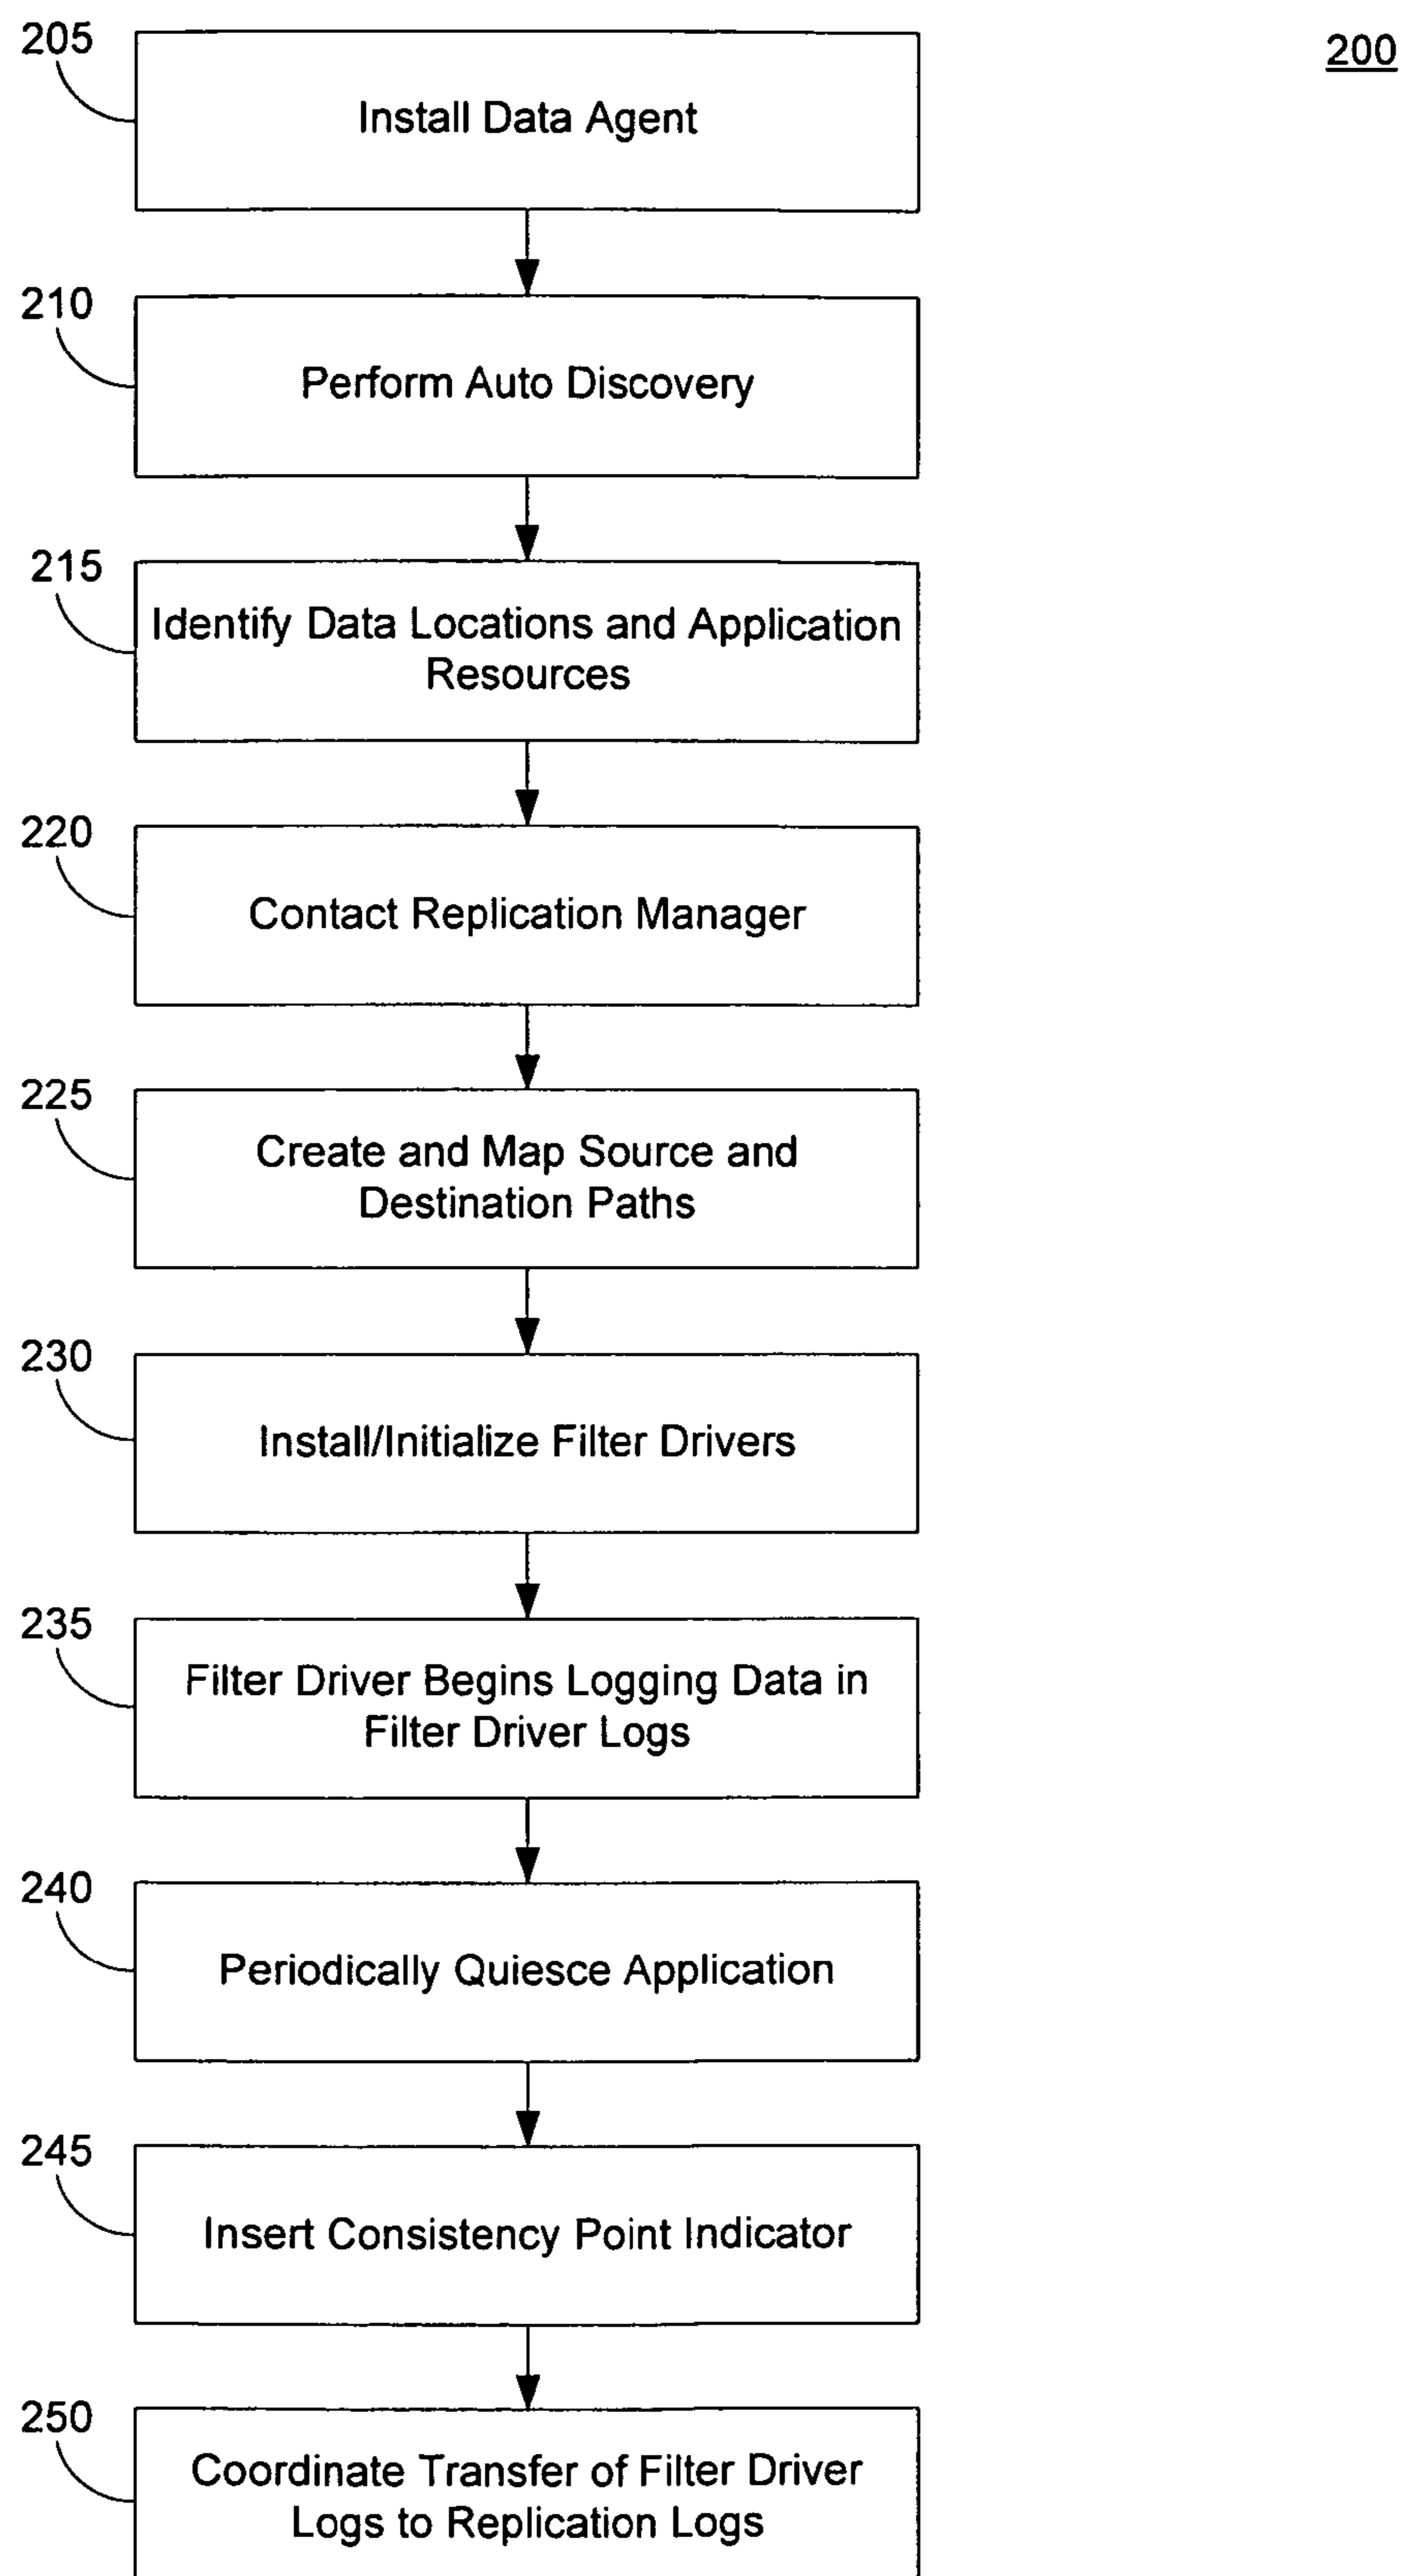 205
200
Install Data Agent
210
Perform Auto Discovery
215
Identify Data Locations and Application
Resources
220
Contact Replication Manager
225
Create and Map Source and
Destination Paths
230
Install/Initialize Filter Drivers
235
Filter Driver Begins Logging Data in
Filter Driver Logs
240
Periodically Quiesce Application
245
Insert Consistency Point Indicator
250
Coordinate Transfer of Filter Driver
Logs to Replication Logs